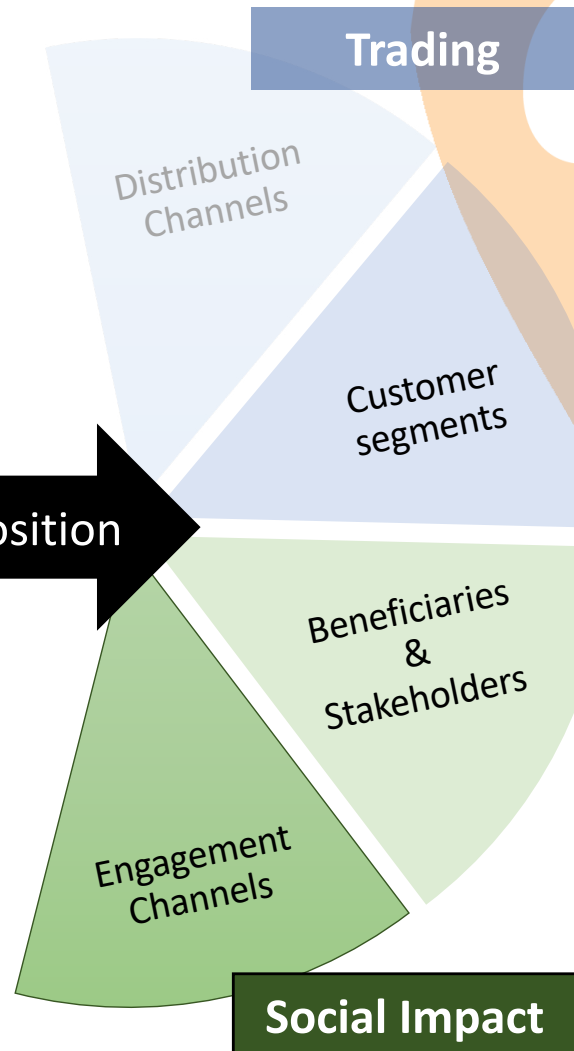 Trading
Distribution
Channels
Customer
segments
osition
Beneficiaries
&
Stakeholders
Engagement
Channels
Social Impact